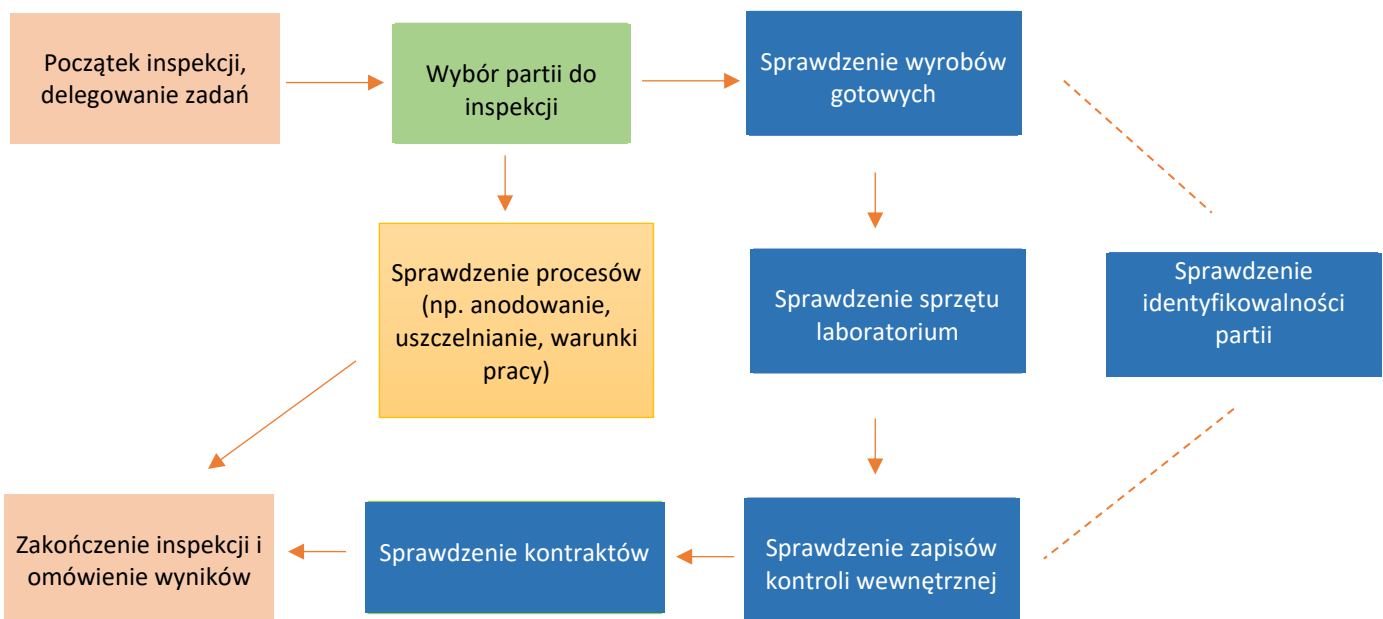 Początek inspekcji,
delegowanie zadań
Wybór partii do
inspekcji
Sprawdzenie wyrobów
gotowych
Sprawdzenie procesów
(np. anodowanie,
uszczelnianie, warunki
pracy)
Sprawdzenie sprzętu
laboratorium
Sprawdzenie
identyfikowalności
partii
Zakończenie inspekcji i
omówienie wyników
Sprawdzenie kontraktów
Sprawdzenie zapisów
kontroli wewnętrznej